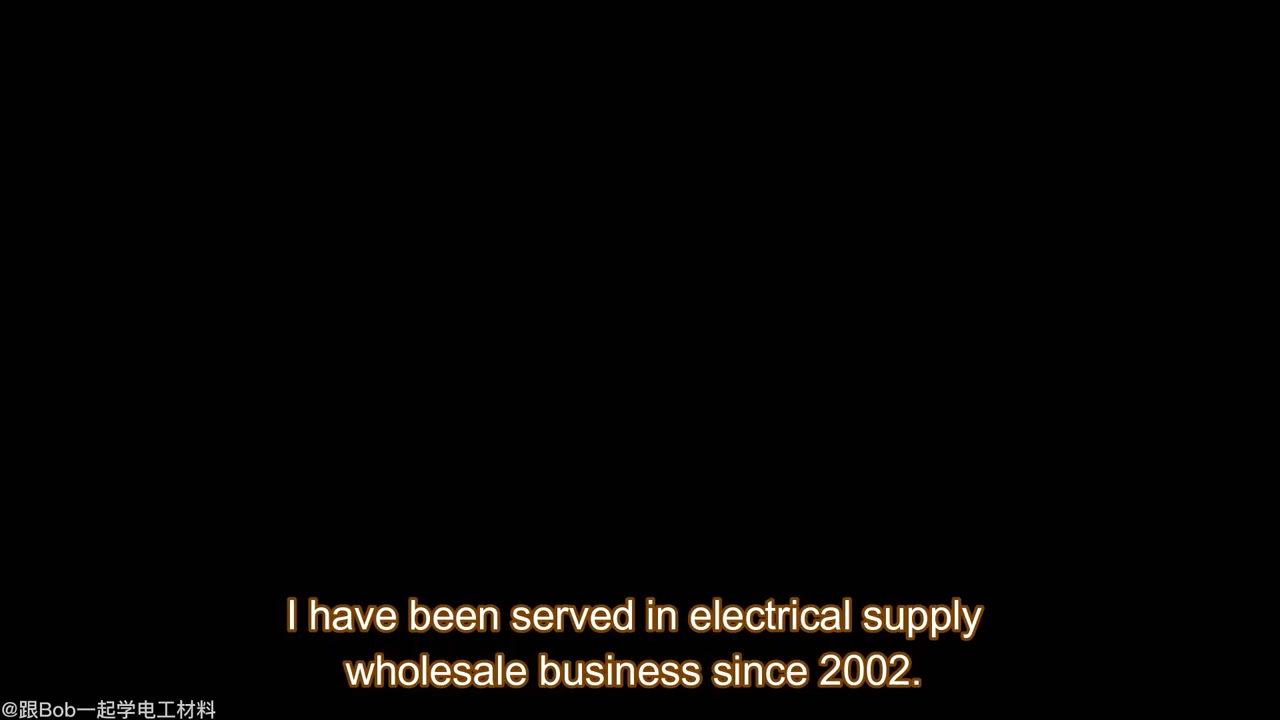 I have been served in electrical supply
wholesale business since 2002.
@跟Bob一起学电工材料